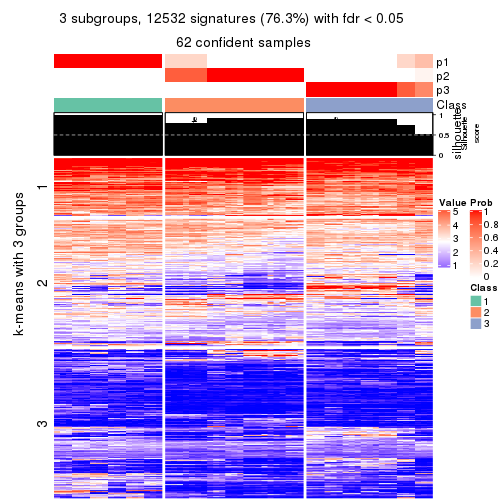 3 subgroups, 12532 signatures (76.3%) with fdr < 0.05
62 confident samples
p1
p2
p3
Class
1
0.5
0
silhouette
Silhouette
score
k-means with 3 groups
1
2
3
Value
5
4
3
2
1
Prob
1
0.8
0.6
0.4
0.2
0
Class
1
2
3